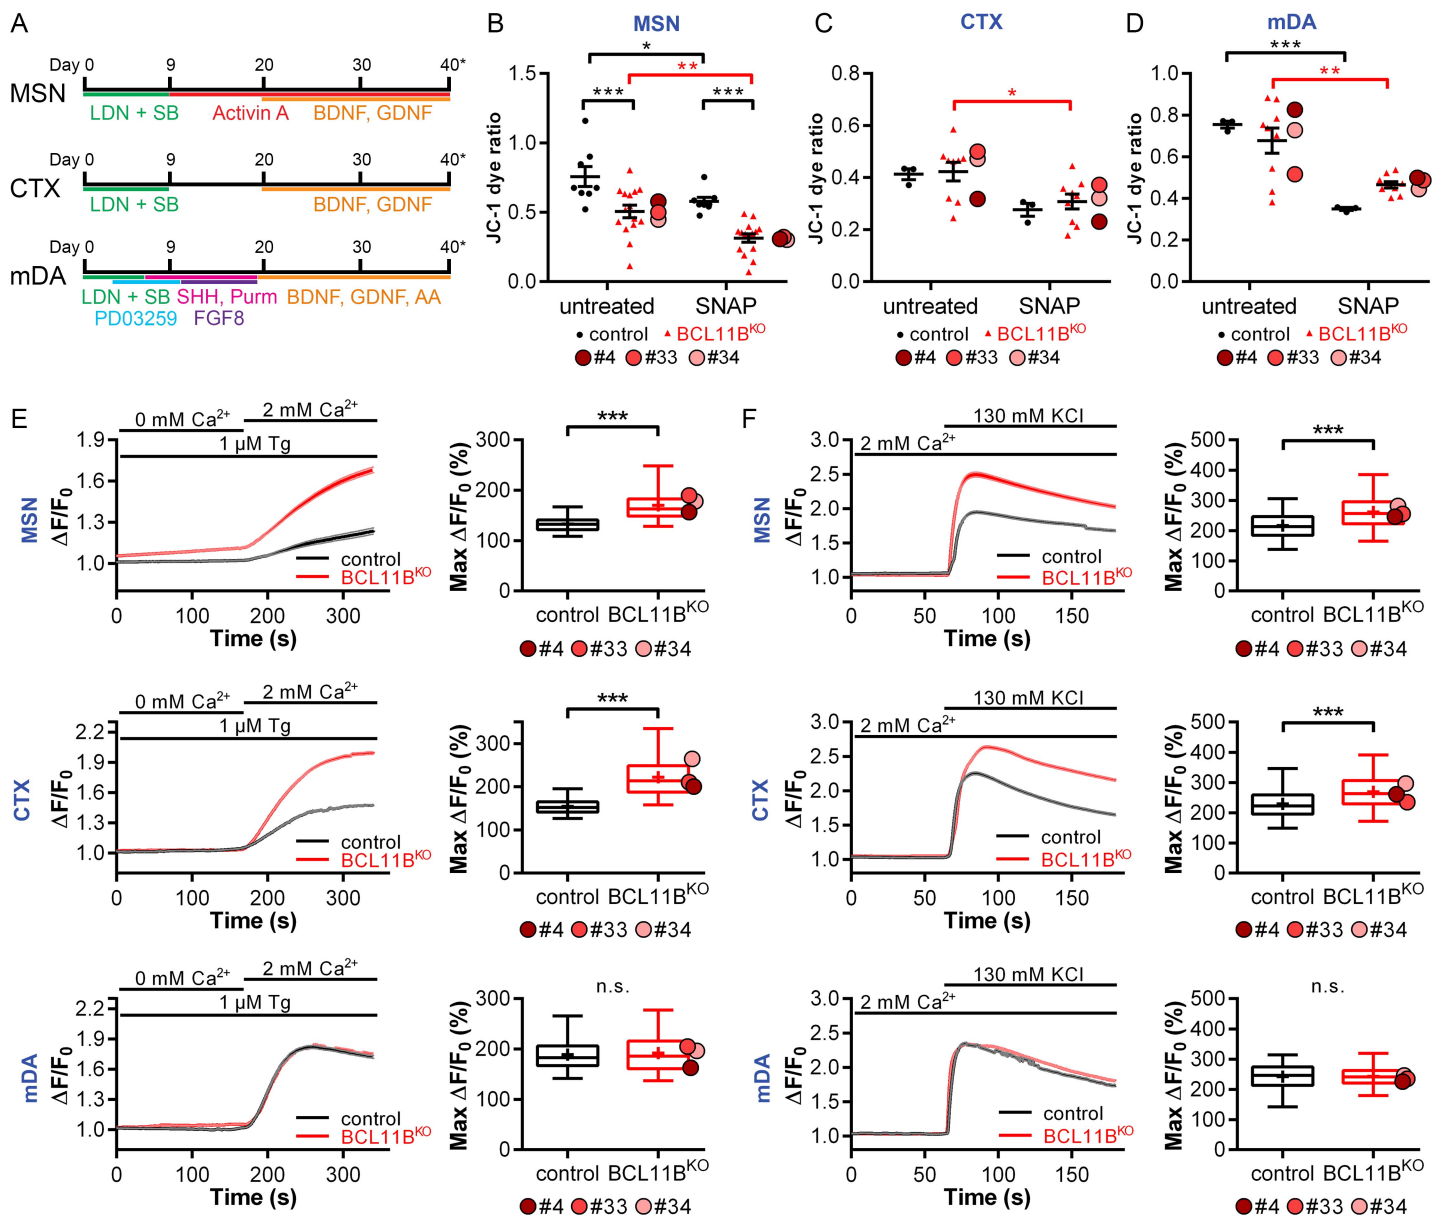 A
Day 0 9 20 30 40*
MSN
LDN + SB Activin A BDNF, GDNF
Day 0 9 20 30 40*
CTX
LDN + SB BDNF, GDNF
Day 0 9 20 30 40*
mDA
LDN + SB SHH, Purm BDNF, GDNF, AA
PD03259 FGF8
B MSN
JC-1 dye ratio
1.5
1.0
0.5
0.0
*
**
*** ***
untreated SNAP
control BCL11B^KO
#4 #33 #34
C CTX
JC-1 dye ratio
0.8
0.6
0.4
0.2
0.0
*
untreated SNAP
control BCL11B^KO
#4 #33 #34
D mDA
JC-1 dye ratio
1.0
0.8
0.6
0.4
0.2
0.0
***
**
untreated SNAP
control BCL11B^KO
#4 #33 #34
E
MSN
0 mM Ca²⁺ 2 mM Ca²⁺
1 µM Tg
ΔF/F₀
1.9
1.6
1.3
1.0
control
BCL11B^KO
0 100 200 300
Time (s)
Max ΔF/F₀ (%)
300
200
100
0
***
control BCL11B^KO
#4 #33 #34
CTX
0 mM Ca²⁺ 2 mM Ca²⁺
1 µM Tg
ΔF/F₀
2.2
1.9
1.6
1.3
1.0
control
BCL11B^KO
0 100 200 300
Time (s)
Max ΔF/F₀ (%)
300
200
100
0
***
control BCL11B^KO
#4 #33 #34
mDA
0 mM Ca²⁺ 2 mM Ca²⁺
1 µM Tg
ΔF/F₀
2.2
1.9
1.6
1.3
1.0
control
BCL11B^KO
0 100 200 300
Time (s)
Max ΔF/F₀ (%)
300
200
100
0
n.s.
control BCL11B^KO
#4 #33 #34
F
MSN
130 mM KCl
2 mM Ca²⁺
ΔF/F₀
3.0
2.5
2.0
1.5
1.0
control
BCL11B^KO
0 50 100 150
Time (s)
Max ΔF/F₀ (%)
500
400
300
200
100
0
***
control BCL11B^KO
#4 #33 #34
CTX
130 mM KCl
2 mM Ca²⁺
ΔF/F₀
3.0
2.5
2.0
1.5
1.0
control
BCL11B^KO
0 50 100 150
Time (s)
Max ΔF/F₀ (%)
500
400
300
200
100
0
***
control BCL11B^KO
#4 #33 #34
mDA
130 mM KCl
2 mM Ca²⁺
ΔF/F₀
3.0
2.5
2.0
1.5
1.0
control
BCL11B^KO
0 50 100 150
Time (s)
Max ΔF/F₀ (%)
500
400
300
200
100
0
n.s.
control BCL11B^KO
#4 #33 #34